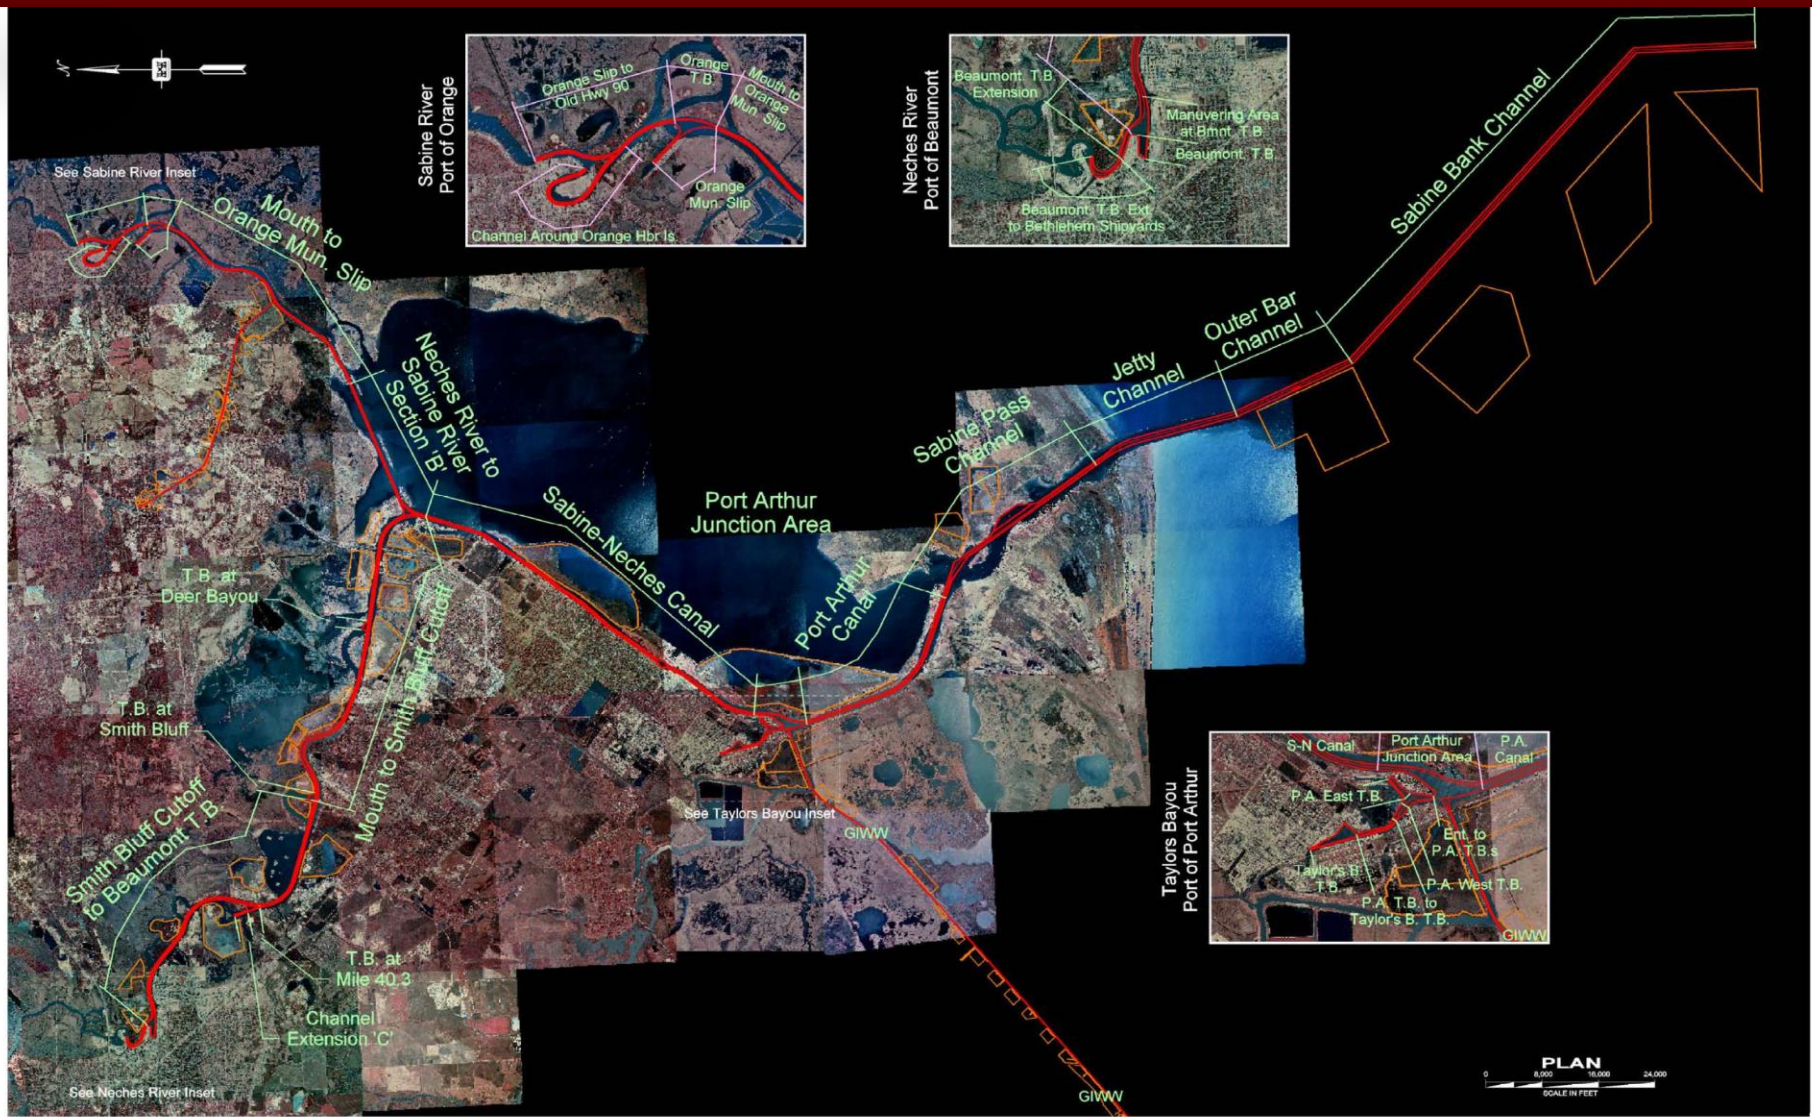 N
Sabine River
Port of Orange
Orange Slip to
Old Hwy 90
Orange
T.B.
Mouth to
Orange
Mun. Slip
Orange
Mun. Slip
Channel Around Orange Hbr Is.
Neches River
Port of Beaumont
Beaumont. T.B.
Extension
Manuvering Area
at Bmnt. T.B.
Beaumont. T.B.
Beaumont. T.B. Ext.
to Bethlehem Shipyards
Sabine Bank Channel
See Sabine River Inset
Mouth to
Orange Mun. Slip
Neches River to
Sabine River
Section 'B'
Outer Bar
Channel
Jetty
Channel
Sabine Pass
Channel
Port Arthur
Junction Area
Sabine-Neches Canal
Port Arthur
Canal
T.B. at
Deer Bayou
Mouth to Smith Bluff Cutoff
T.B. at
Smith Bluff
Smith Bluff Cutoff
to Beaumont T.B.
See Taylors Bayou Inset
GIWW
T.B. at
Mile 40.3
Channel
Extension 'C'
See Neches River Inset
GIWW
Taylors Bayou
Port of Port Arthur
S-N Canal
Port Arthur
Junction Area
P.A.
Canal
P.A. East T.B.
Ent. to
P.A. T.B.s
Taylor's B.
T.B.
P.A. West T.B.
P.A. T.B. to
Taylor's B. T.B.
GIWW
PLAN
0 8,000 16,000 24,000
SCALE IN FEET